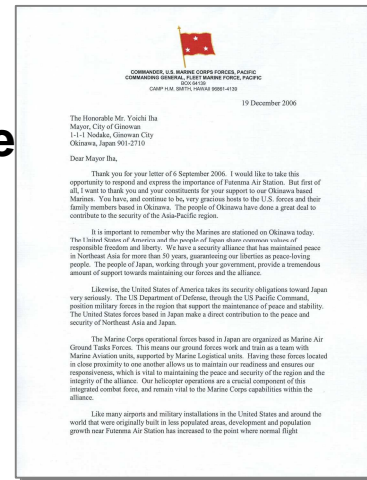 e
COMMANDER, U.S. MARINE CORPS FORCES, PACIFIC
COMMANDING GENERAL, FLEET MARINE FORCE, PACIFIC
BOX 64139
CAMP H.M. SMITH, HAWAII 96861-4139
19 December 2006
The Honorable Mr. Yoichi Iha
Mayor, City of Ginowan
1-1-1 Nodake, Ginowan City
Okinawa, Japan 901-2710
Dear Mayor Iha,
Thank you for your letter of 6 September 2006. I would like to take this
opportunity to respond and express the importance of Futenma Air Station. But first of
all, I want to thank you and your constituents for your support to our Okinawa based
Marines. You have, and continue to be, very gracious hosts to the U.S. forces and their
family members based in Okinawa. The people of Okinawa have done a great deal to
contribute to the security of the Asia-Pacific region.
It is important to remember why the Marines are stationed on Okinawa today.
The United States of America and the people of Japan share common values of
responsible freedom and liberty. We have a security alliance that has maintained peace
in Northeast Asia for more than 50 years, guaranteeing our liberties as peace-loving
people. The people of Japan, working through your government, provide a tremendous
amount of support towards maintaining our forces and the alliance.
Likewise, the United States of America takes its security obligations toward Japan
very seriously. The US Department of Defense, through the US Pacific Command,
position military forces in the region that support the maintenance of peace and stability.
The United States forces based in Japan make a direct contribution to the peace and
security of Northeast Asia and Japan.
The Marine Corps operational forces based in Japan are organized as Marine Air
Ground Tasks Forces. This means our ground forces work and train as a team with
Marine Aviation units, supported by Marine Logistical units. Having these forces located
in close proximity to one another allows us to maintain our readiness and ensures our
responsiveness, which is vital to maintaining the peace and security of the region and the
integrity of the alliance. Our helicopter operations are a crucial component of this
integrated combat force, and remain vital to the Marine Corps capabilities within the
alliance.
Like many airports and military installations in the United States and around the
world that were originally built in less populated areas, development and population
growth near Futenma Air Station has increased to the point where normal flight